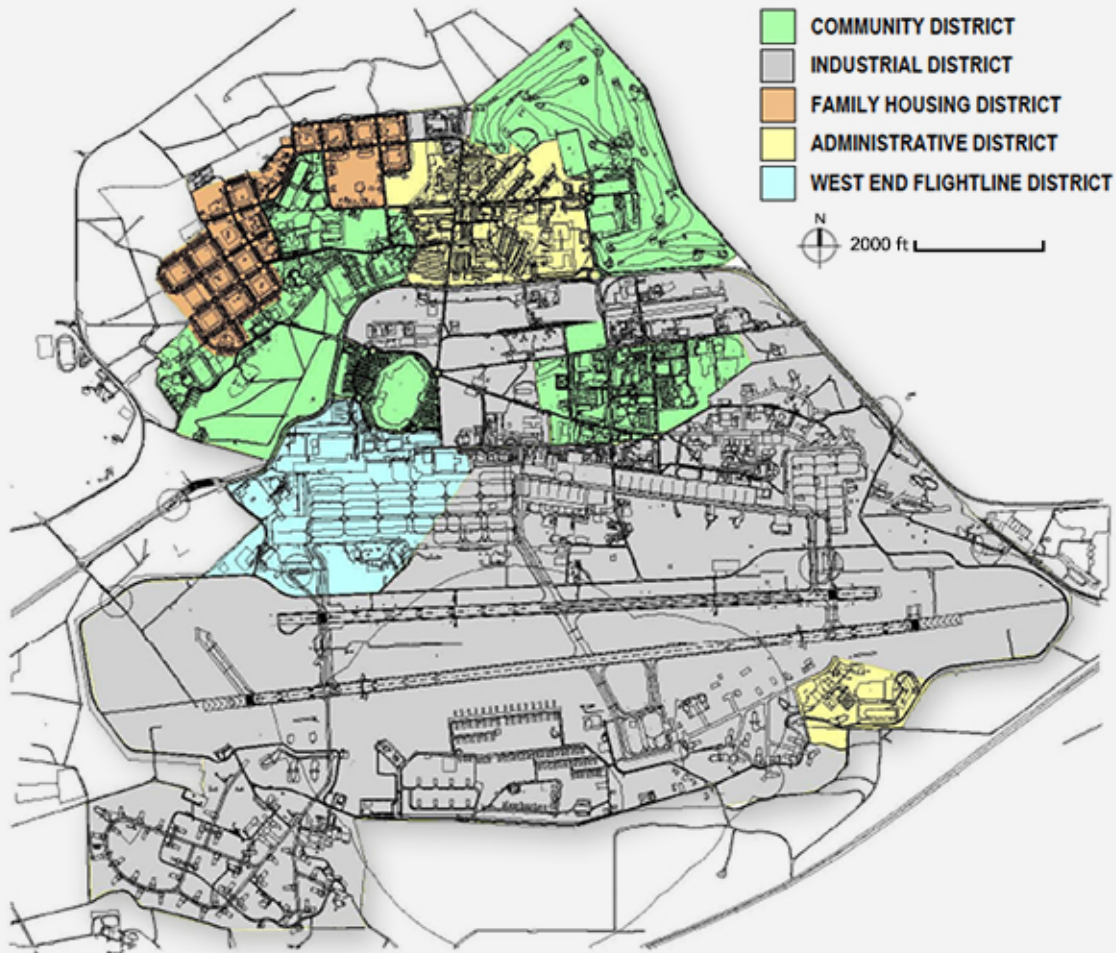 COMMUNITY DISTRICT
INDUSTRIAL DISTRICT
FAMILY HOUSING DISTRICT
ADMINISTRATIVE DISTRICT
WEST END FLIGHTLINE DISTRICT
N
2000 ft